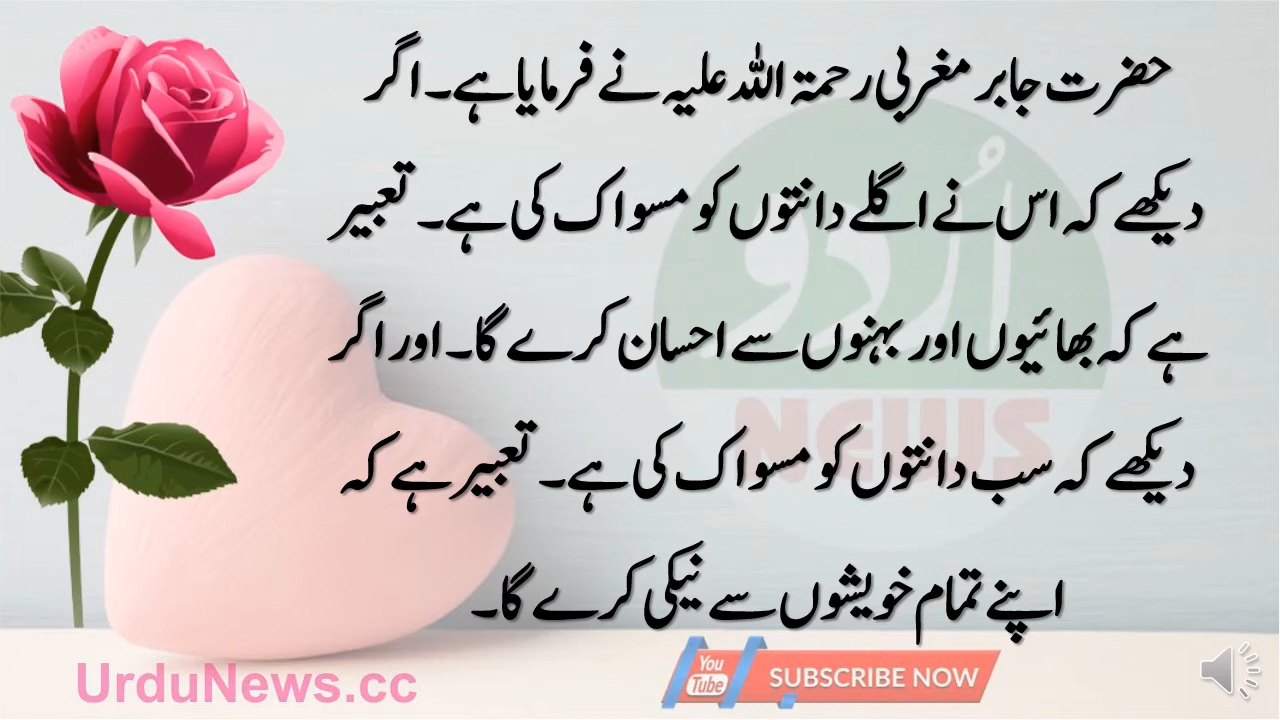 حضرت جابر مغربی رحمۃ اللہ علیہ نے فرمایا ہے۔ اگر
دیکھے کہ اس نے اگلے دانتوں کو مسواک کی ہے۔ تعبیر
ہے کہ بھائیوں اور بہنوں سے احسان کرے گا۔ اور اگر
دیکھے کہ سب دانتوں کو مسواک کی ہے۔ تعبیر ہے کہ
اپنے تمام خویشوں سے نیکی کرے گا۔
اُردو
NEWS
UrduNews.cc
You
Tube
SUBSCRIBE NOW